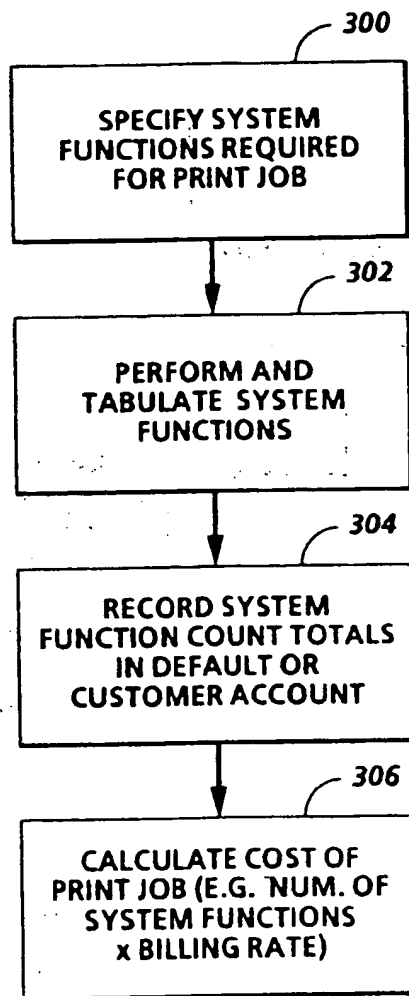 300
SPECIFY SYSTEM
FUNCTIONS REQUIRED
FOR PRINT JOB
302
PERFORM AND
TABULATE SYSTEM
FUNCTIONS
304
RECORD SYSTEM
FUNCTION COUNT TOTALS
IN DEFAULT OR
CUSTOMER ACCOUNT
306
CALCULATE COST OF
PRINT JOB (E.G. NUM. OF
SYSTEM FUNCTIONS
x BILLING RATE)